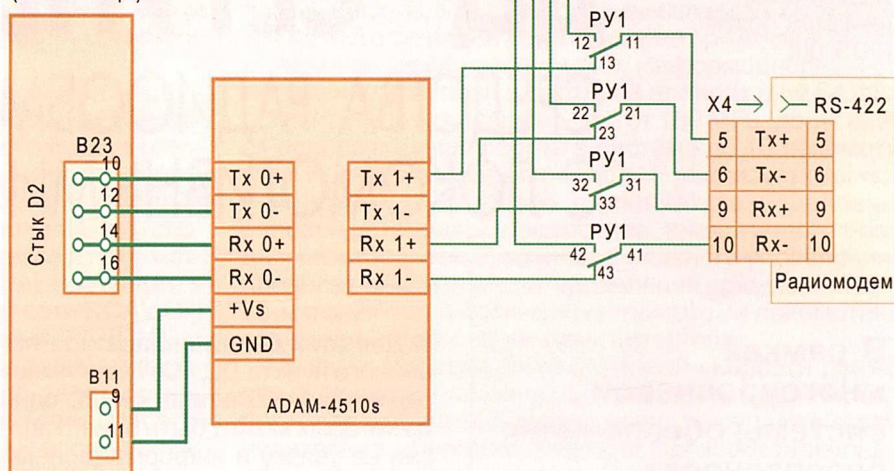 РУ1
12 11
13
РУ1
22 21
23
РУ1
32 31
33
РУ1
42 41
43
X4 RS-422
5 Tx+ 5
6 Tx- 6
9 Rx+ 9
10 Rx- 10
Радиомодем
Стык D2
B23
10
12
14
16
Tx 0+ Tx 1+
Tx 0- Tx 1-
Rx 0+ Rx 1+
Rx 0- Rx 1-
+Vs
GND
ADAM-4510s
B11
9
11